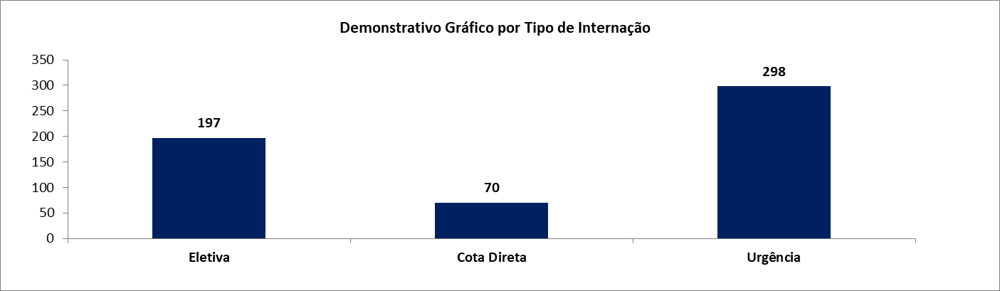 Demonstrativo Gráfico por Tipo de Internação
350
300
250
200
150
100
50
0
197
70
298
Eletiva
Cota Direta
Urgência